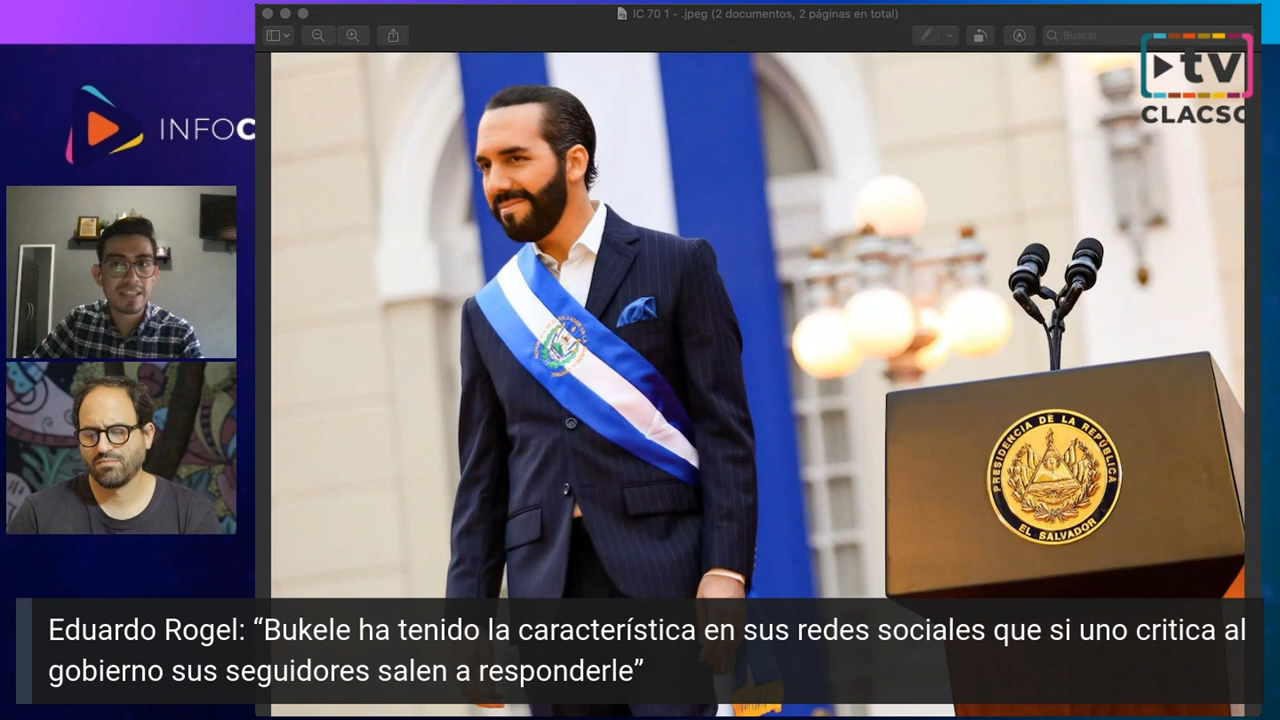 IC 70 1 - .jpeg (2 documentos, 2 páginas en total)
Buscar
tv
CLACSO
INFOC
PRESIDENCIA DE LA REPÚBLICA
EL SALVADOR
Eduardo Rogel: “Bukele ha tenido la característica en sus redes sociales que si uno critica al
gobierno sus seguidores salen a responderle”